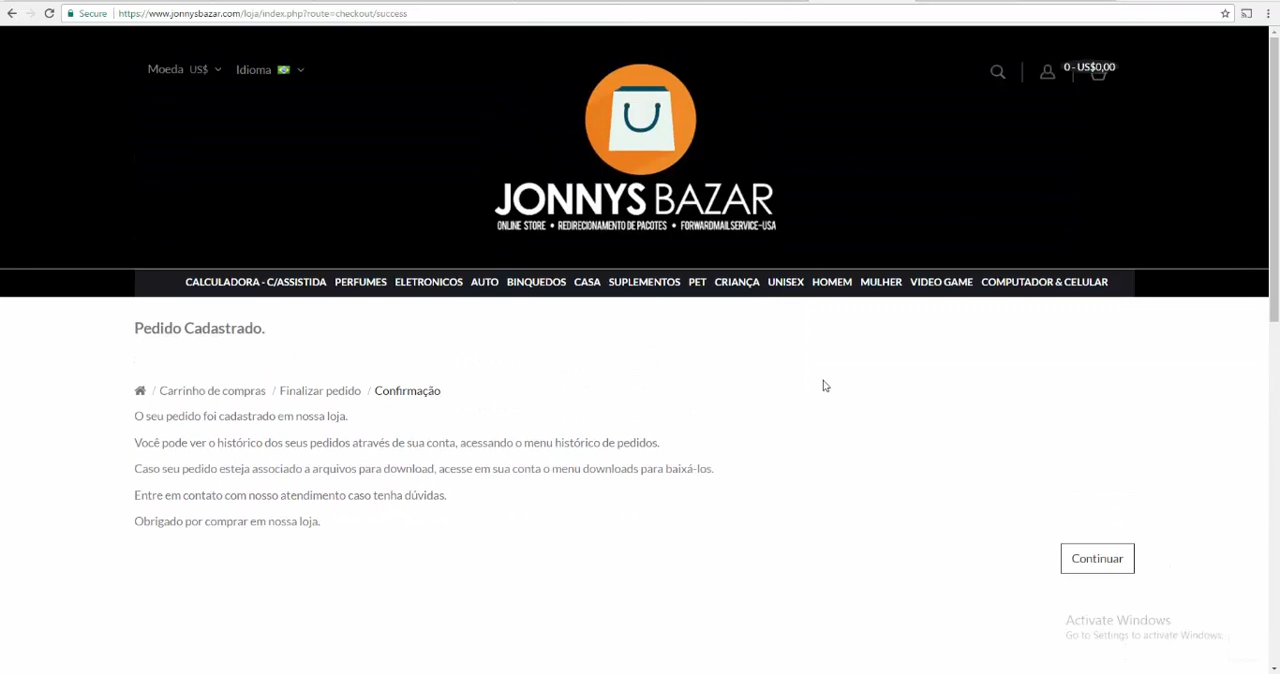 Secure https://www.jonnysbazar.com/loja/index.php?route=checkout/success
Moeda US$ Idioma
0 - US$0,00
JONNYS BAZAR
ONLINE STORE • REDIRECIONAMENTO DE PACOTES • FORWARDMAILSERVICE-USA
CALCULADORA - C/ASSISTIDA PERFUMES ELETRONICOS AUTO BINQUEDOS CASA SUPLEMENTOS PET CRIANÇA UNISEX HOMEM MULHER VIDEO GAME COMPUTADOR & CELULAR
Pedido Cadastrado.
/ Carrinho de compras / Finalizar pedido / Confirmação
O seu pedido foi cadastrado em nossa loja.
Você pode ver o histórico dos seus pedidos através de sua conta, acessando o menu histórico de pedidos.
Caso seu pedido esteja associado a arquivos para download, acesse em sua conta o menu downloads para baixá-los.
Entre em contato com nosso atendimento caso tenha dúvidas.
Obrigado por comprar em nossa loja.
Continuar
Activate Windows
Go to Settings to activate Windows.